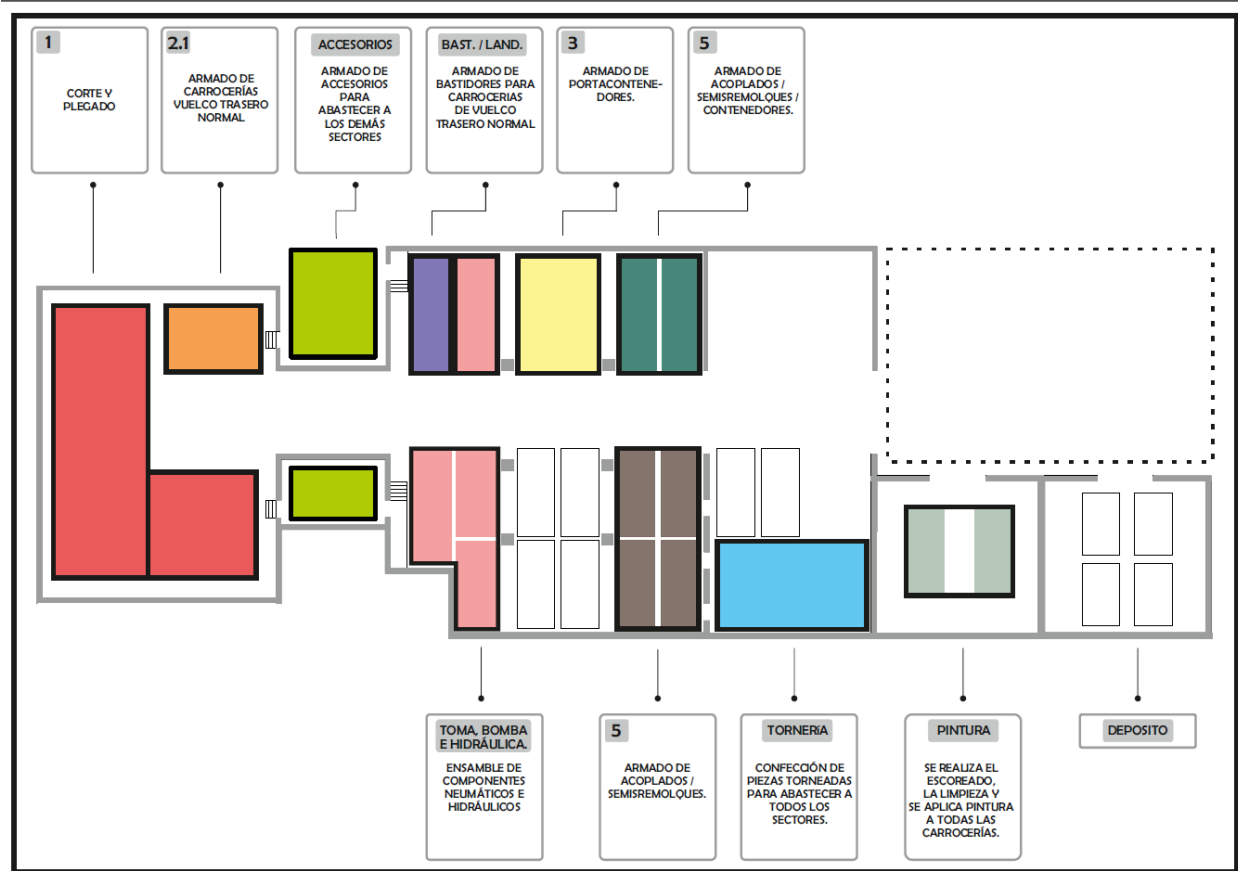 1
CORTE Y
PLEGADO
2.1
ARMADO DE
CARROCERÍAS
VUELCO TRASERO
NORMAL
ACCESORIOS
ARMADO DE
ACCESORIOS
PARA
ABASTECER A
LOS DEMÁS
SECTORES
BAST. / LAND.
ARMADO DE
BASTIDORES PARA
CARROCERIAS
DE VUELCO
TRASERO NORMAL
3
ARMADO DE
PORTACONTENE-
DORES.
5
ARMADO DE
ACOPLADOS /
SEMISREMOLQUES /
CONTENEDORES.
TOMA, BOMBA
E HIDRÁULICA.
ENSAMBLE DE
COMPONENTES
NEUMÁTICOS E
HIDRÁULICOS
5
ARMADO DE
ACOPLADOS /
SEMISREMOLQUES.
TORNERIA
CONFECCIÓN DE
PIEZAS TORNEADAS
PARA ABASTECER A
TODOS LOS
SECTORES.
PINTURA
SE REALIZA EL
ESCOREADO,
LA LIMPIEZA Y
SE APLICA PINTURA
A TODAS LAS
CARROCERÍAS.
DEPOSITO